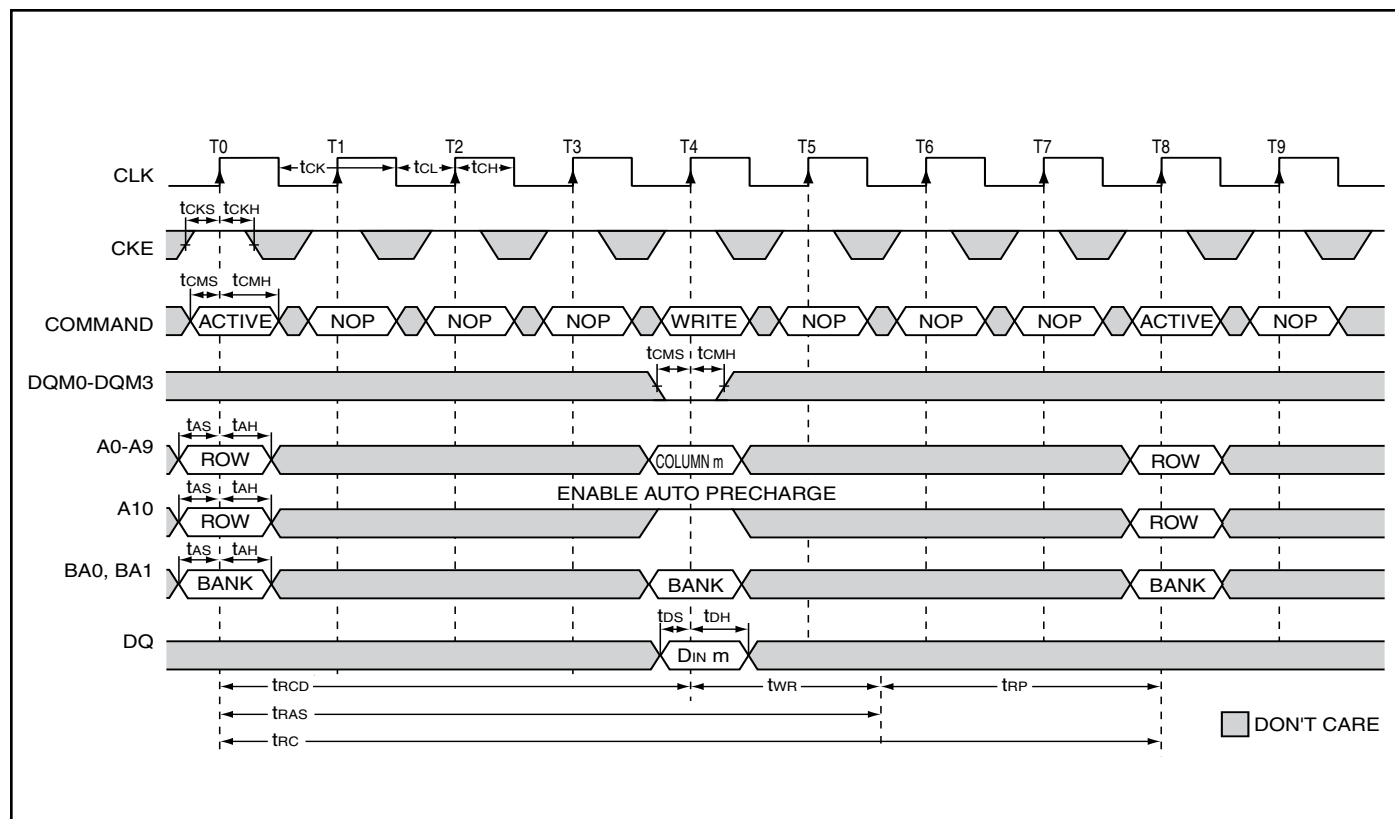 T0 T1 T2 T3 T4 T5 T6 T7 T8 T9
CLK tCK tCL tCH
tCKS tCKH
CKE
tCMS tCMH
COMMAND ACTIVE NOP NOP NOP WRITE NOP NOP NOP ACTIVE NOP
tCMS tCMH
DQM0-DQM3
tAS tAH
A0-A9 ROW COLUMN m ROW
tAS tAH ENABLE AUTO PRECHARGE
A10 ROW ROW
tAS tAH
BA0, BA1 BANK BANK BANK
tDS tDH
DQ DIN m
tRCD tWR tRP
tRAS
tRC
DON'T CARE